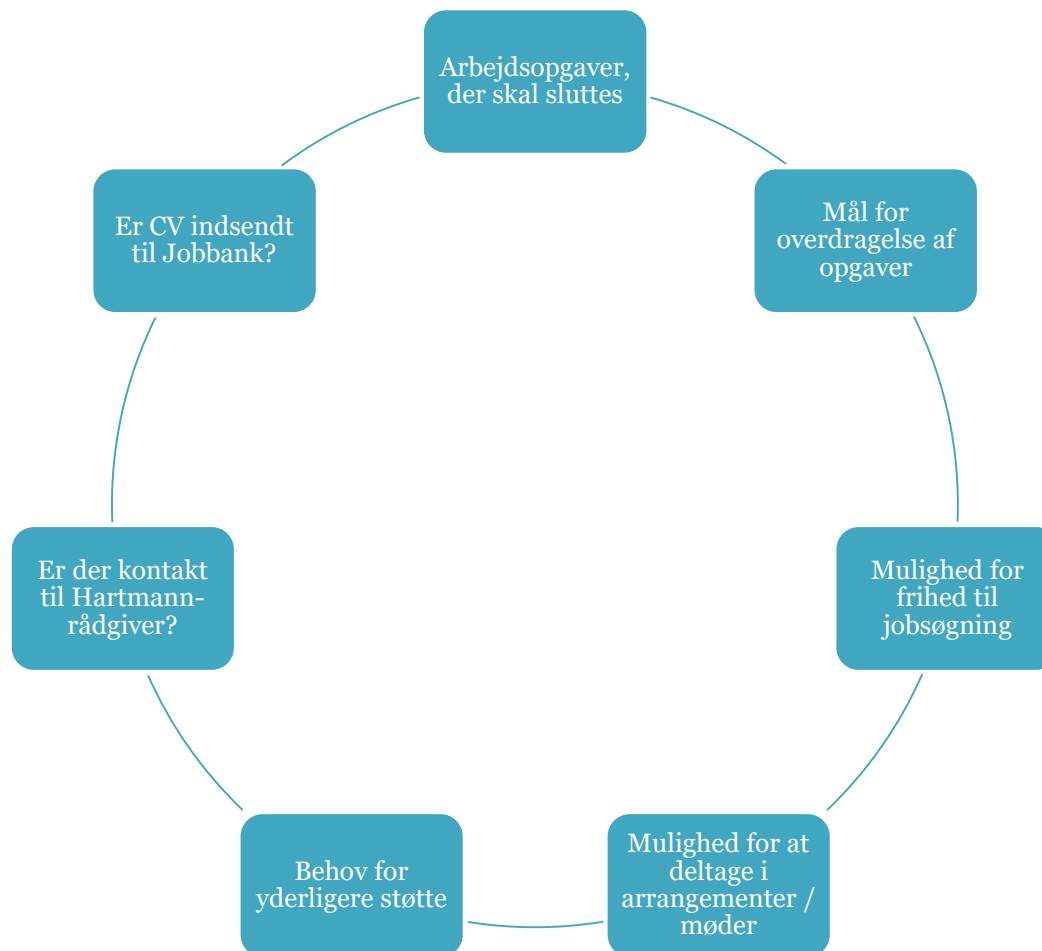 Arbejdsopgaver,
der skal sluttes
Mål for
overdragelse af
opgaver
Mulighed for
frihed til
jobsøgning
Mulighed for at
deltage i
arrangementer /
møder
Behov for
yderligere støtte
Er der kontakt
til Hartmann-
rådgiver?
Er CV indsendt
til Jobbank?